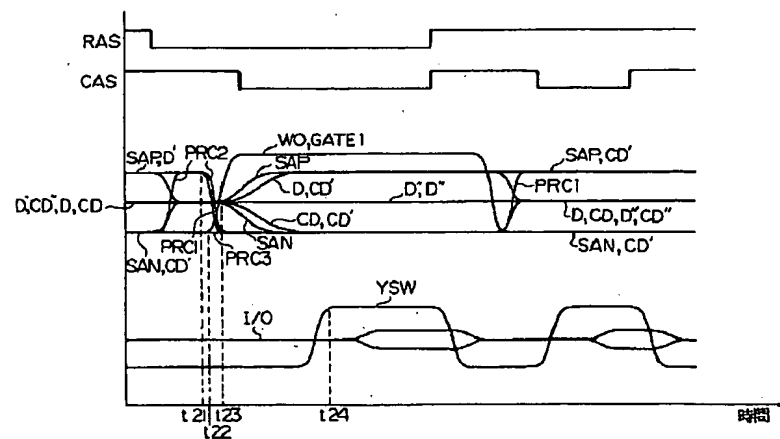 RAS
CAS
WO,GATE1
SAP,D' PRC2 SAP SAP,CD'
PRC1
D,CD'
D",CD",D,CD D",D" D,CD,D",CD"
CD,CD'
PRC1 SAN SAN,CD'
SAN,CD' PRC3
YSW
I/O
t21 t23 t24 時間
t22